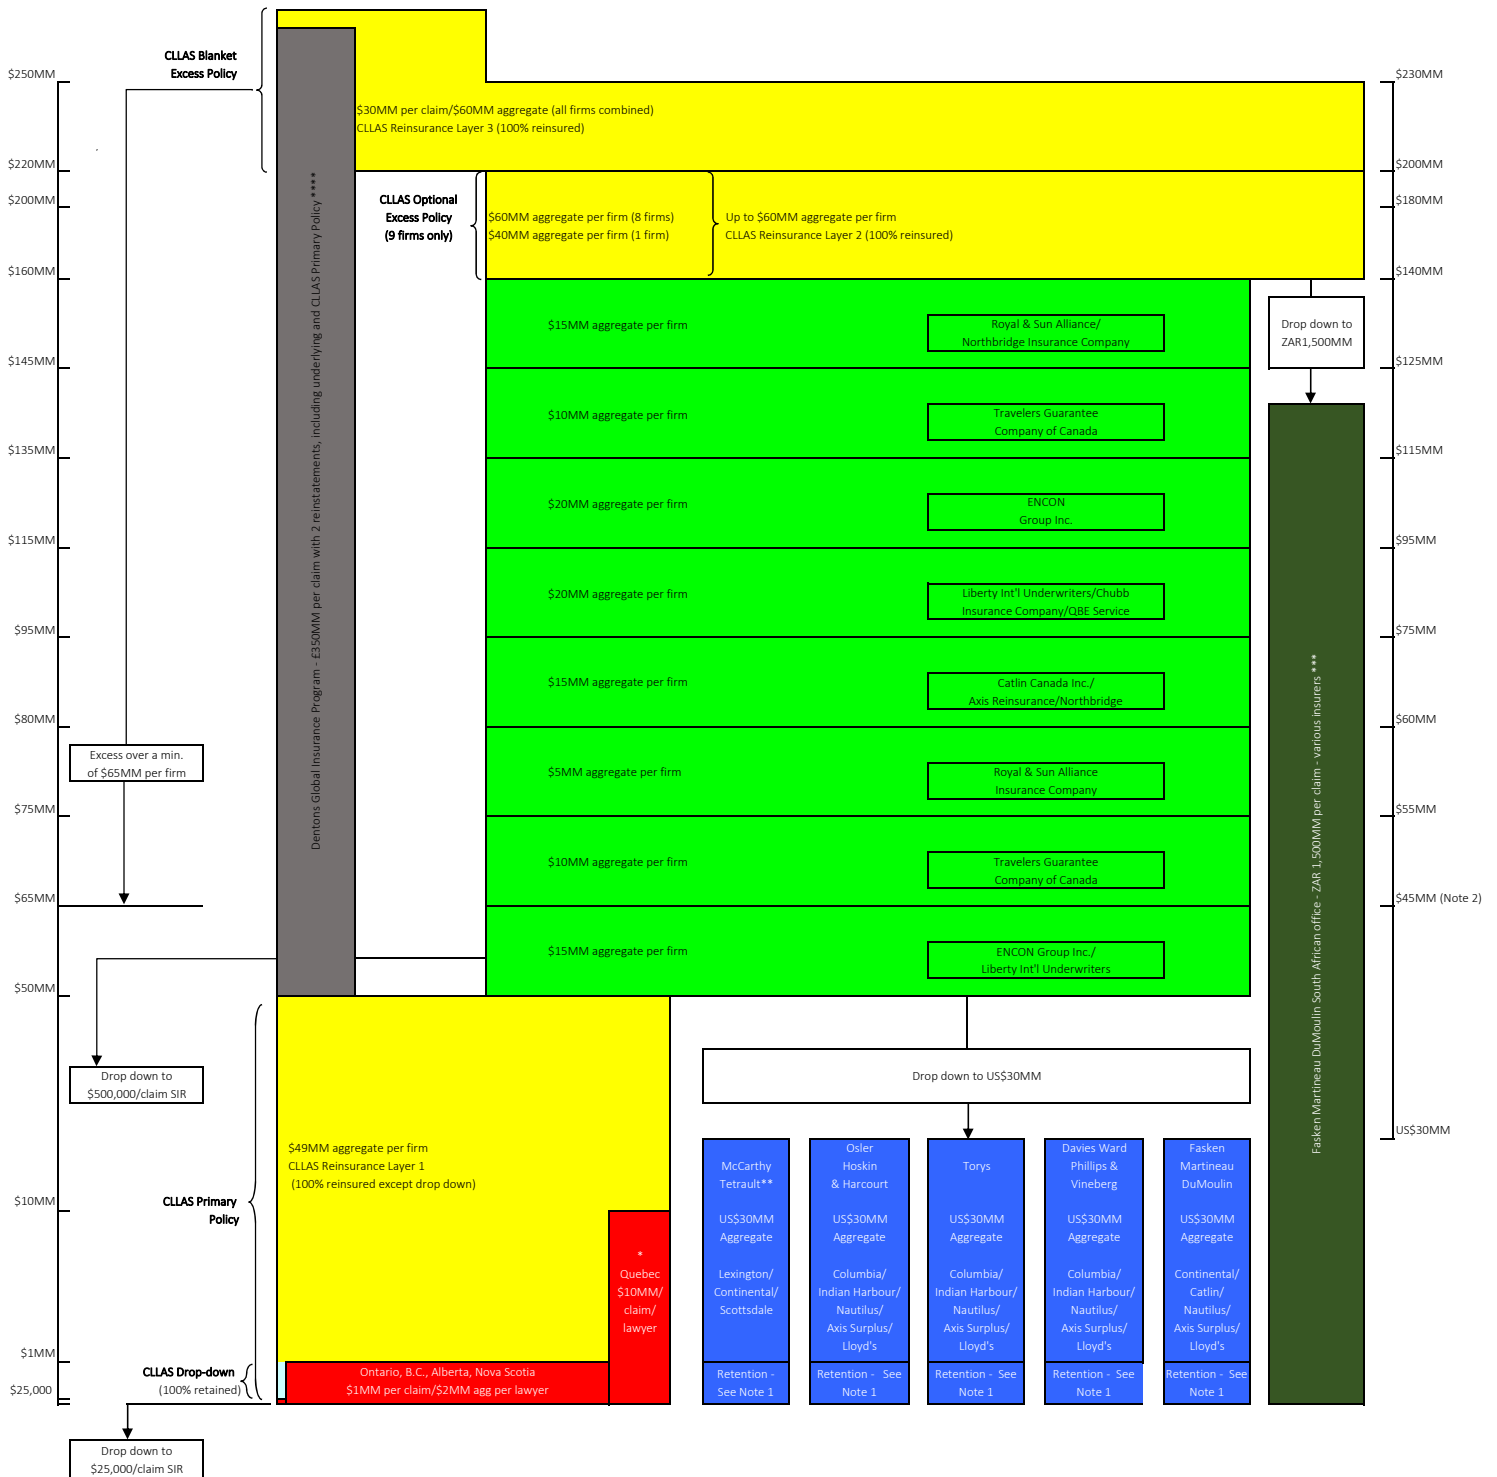 CLLAS Blanket
Excess Policy
$250MM
$230MM
$30MM per claim/$60MM aggregate (all firms combined)
CLLAS Reinsurance Layer 3 (100% reinsured)
$220MM
$200MM
CLLAS Optional
Excess Policy
(9 firms only)
$200MM
$180MM
$60MM aggregate per firm (8 firms)
$40MM aggregate per firm (1 firm)
Up to $60MM aggregate per firm
CLLAS Reinsurance Layer 2 (100% reinsured)
$160MM
$140MM
Dentons Global Insurance Program - £350MM per claim with 2 reinstatements, including underlying and CLLAS Primary Policy ****
$15MM aggregate per firm
Royal & Sun Alliance/
Northbridge Insurance Company
Drop down to
ZAR1,500MM
$145MM
$125MM
$10MM aggregate per firm
Travelers Guarantee
Company of Canada
$135MM
$115MM
$20MM aggregate per firm
ENCON
Group Inc.
$115MM
$95MM
$20MM aggregate per firm
Liberty Int'l Underwriters/Chubb
Insurance Company/QBE Service
$95MM
$75MM
$15MM aggregate per firm
Catlin Canada Inc./
Axis Reinsurance/Northbridge
$80MM
$60MM
Excess over a min.
of $65MM per firm
$5MM aggregate per firm
Royal & Sun Alliance
Insurance Company
$75MM
$55MM
$10MM aggregate per firm
Travelers Guarantee
Company of Canada
$65MM
$45MM (Note 2)
Fasken Martineau DuMoulin South African office - ZAR 1,500MM per claim - various insurers ***
$15MM aggregate per firm
ENCON Group Inc./
Liberty Int'l Underwriters
$50MM
Drop down to
$500,000/claim SIR
Drop down to US$30MM
US$30MM
$49MM aggregate per firm
CLLAS Reinsurance Layer 1
(100% reinsured except drop down)
CLLAS Primary
Policy
$10MM
*
Quebec
$10MM/
claim/
lawyer
McCarthy
Tetrault**
US$30MM
Aggregate
Lexington/
Continental/
Scottsdale
Retention -
See Note 1
Osler
Hoskin
& Harcourt
US$30MM
Aggregate
Columbia/
Indian Harbour/
Nautilus/
Axis Surplus/
Lloyd's
Retention - See
Note 1
Torys
US$30MM
Aggregate
Columbia/
Indian Harbour/
Nautilus/
Axis Surplus/
Lloyd's
Retention - See
Note 1
Davies Ward
Phillips &
Vineberg
US$30MM
Aggregate
Columbia/
Indian Harbour/
Nautilus/
Axis Surplus/
Lloyd's
Retention - See
Note 1
Fasken
Martineau
DuMoulin
US$30MM
Aggregate
Continental/
Catlin/
Nautilus/
Axis Surplus/
Lloyd's
Retention - See
Note 1
$1MM
CLLAS Drop-down
(100% retained)
Ontario, B.C., Alberta, Nova Scotia
$1MM per claim/$2MM agg per lawyer
$25,000
Drop down to
$25,000/claim SIR